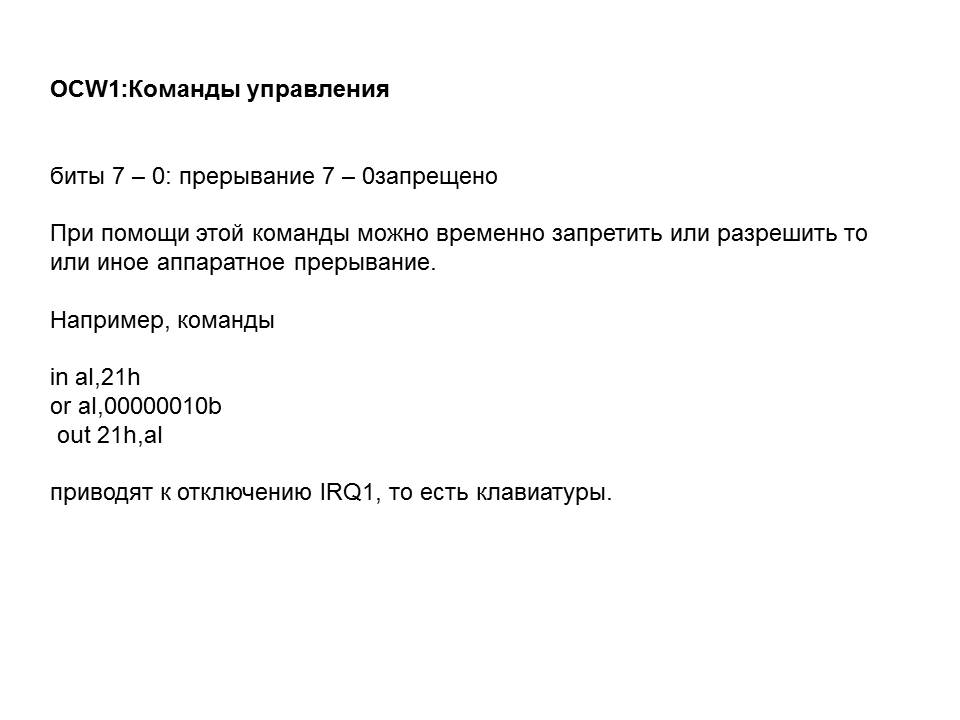 OCW1:Команды управления
биты 7 – 0: прерывание 7 – 0запрещено
При помощи этой команды можно временно запретить или разрешить то
или иное аппаратное прерывание.
Например, команды
in al,21h
or al,00000010b
out 21h,al
приводят к отключению IRQ1, то есть клавиатуры.